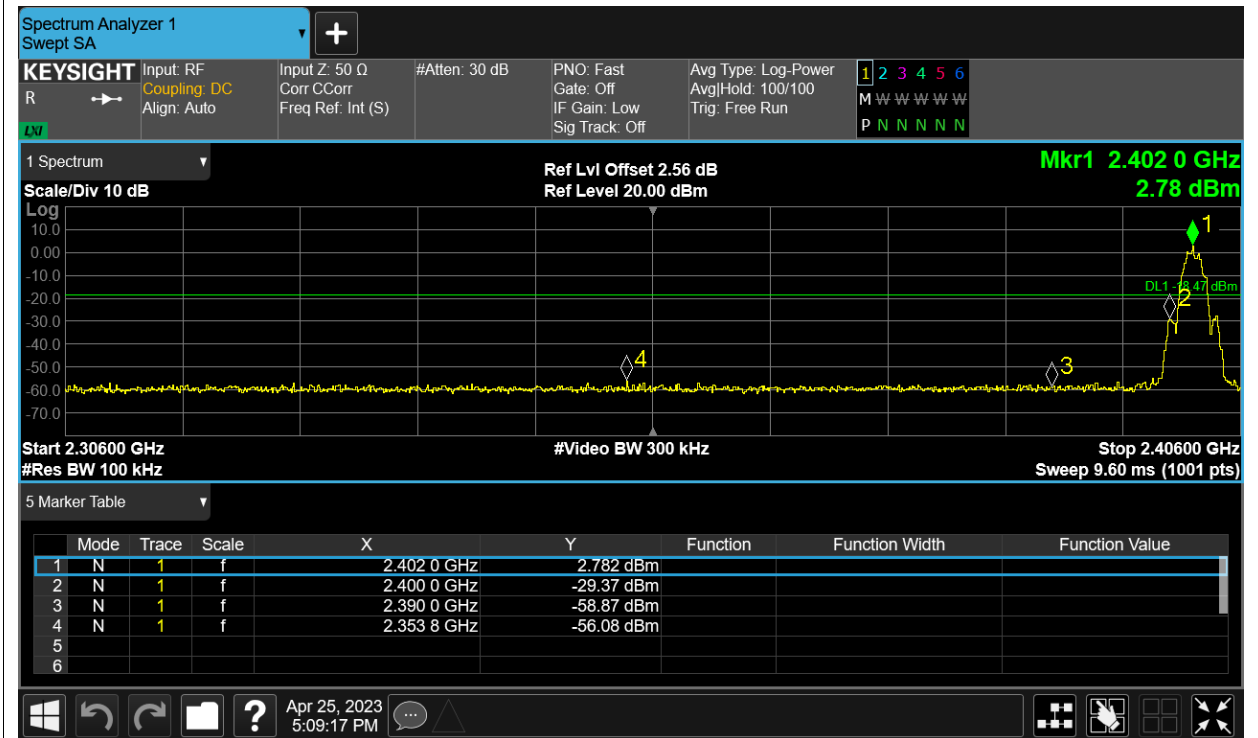 Spectrum Analyzer 1
Swept SA
KEYSIGHT Input: RF Input Z: 50 Ω #Atten: 30 dB PNO: Fast Avg Type: Log-Power 1 2 3 4 5 6
R Coupling: DC Corr CCorr Gate: Off Avg|Hold: 100/100 M W W W W W
Align: Auto Freq Ref: Int (S) IF Gain: Low Trig: Free Run
LXI Sig Track: Off P N N N N N N
1 Spectrum Ref Lvl Offset 2.56 dB Mkr1 2.402 0 GHz
Scale/Div 10 dB Ref Level 20.00 dBm 2.78 dBm
Log
10.0 1
0.00
-10.0
-20.0 DL1 -18.47 dBm
2
-30.0
-40.0
-50.0 4 3
-60.0
-70.0
Start 2.30600 GHz #Video BW 300 kHz Stop 2.40600 GHz
#Res BW 100 kHz Sweep 9.60 ms (1001 pts)
5 Marker Table
Mode Trace Scale X Y Function Function Width Function Value
1 N 1 f 2.402 0 GHz 2.782 dBm
2 N 1 f 2.400 0 GHz -29.37 dBm
3 N 1 f 2.390 0 GHz -58.87 dBm
4 N 1 f 2.353 8 GHz -56.08 dBm
5
6
? Apr 25, 2023
5:09:17 PM